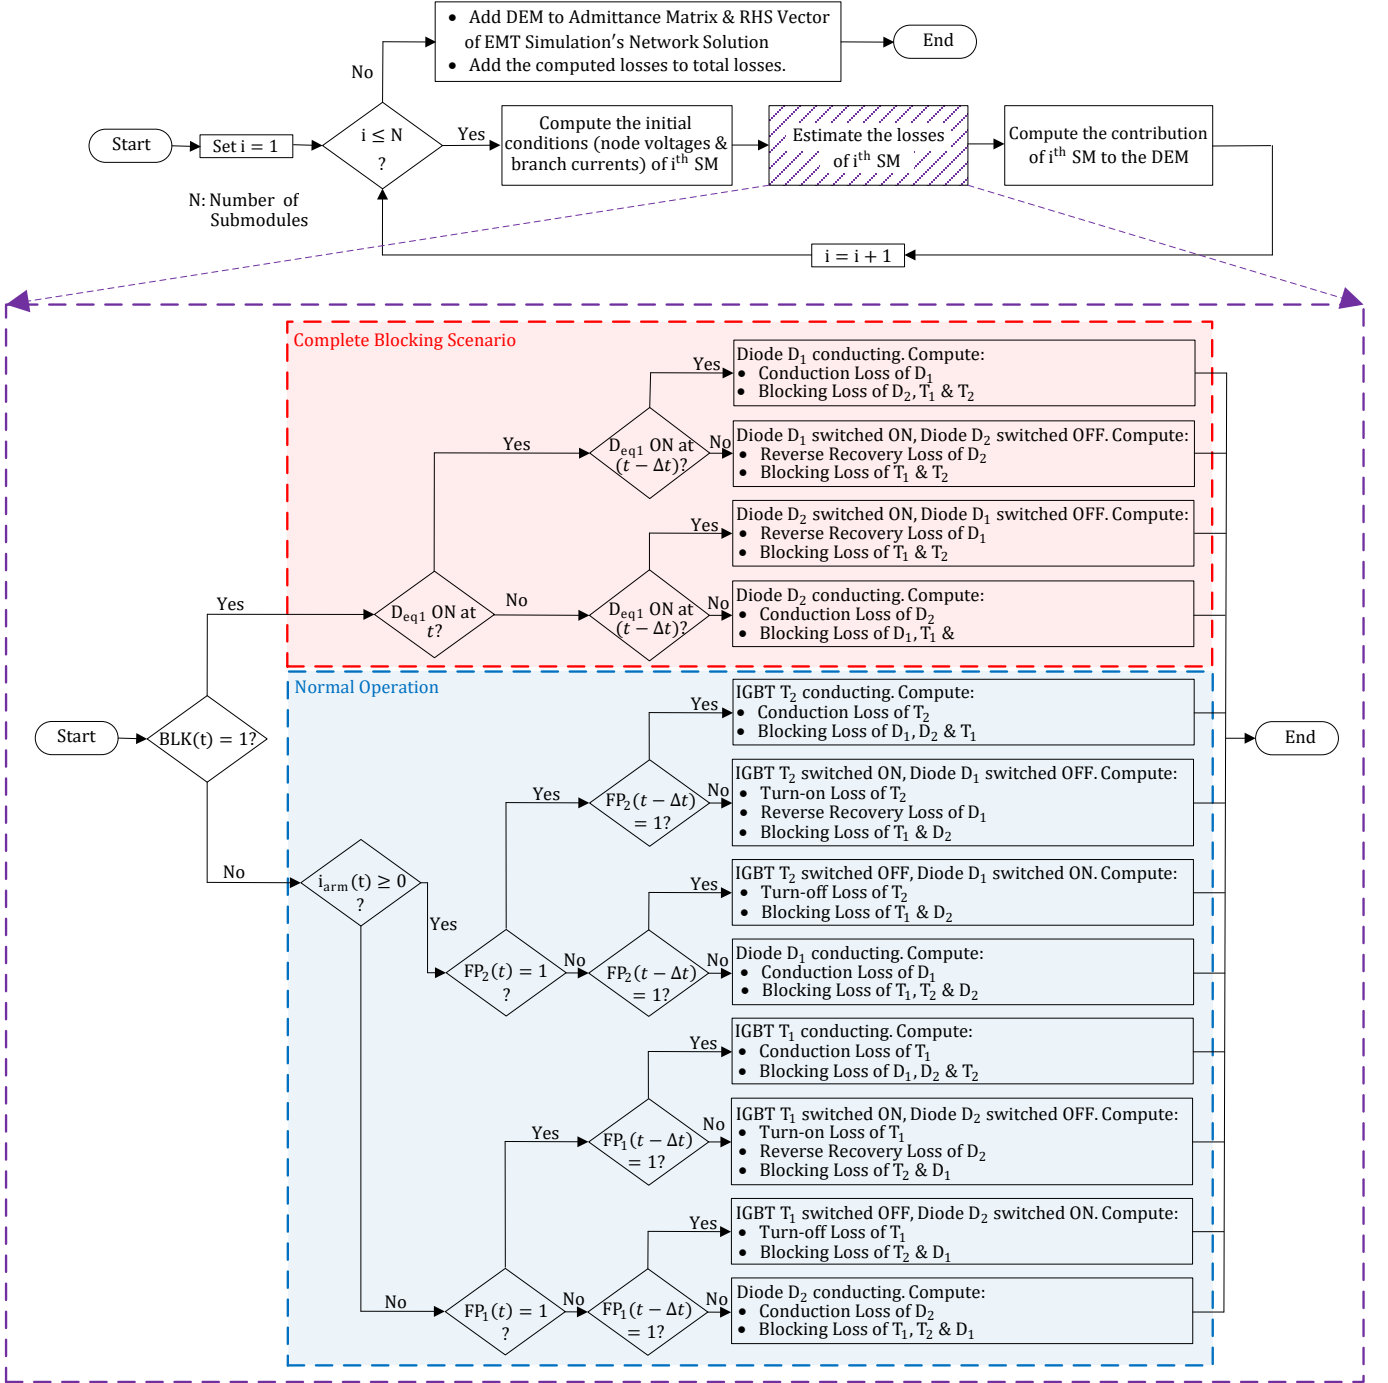 • Add DEM to Admittance Matrix & RHS Vector
of EMT Simulation's Network Solution
• Add the computed losses to total losses.
End
No
Start
Set i = 1
i ≤ N
?
Yes
Compute the initial
conditions (node voltages &
branch currents) of iᵗʰ SM
Estimate the losses
of iᵗʰ SM
Compute the contribution
of iᵗʰ SM to the DEM
N: Number of
Submodules
i = i + 1
Complete Blocking Scenario
Yes
Diode D₁ conducting. Compute:
• Conduction Loss of D₁
• Blocking Loss of D₂, T₁ & T₂
Yes
D_eq1 ON at
(t − Δt)?
No
Diode D₁ switched ON, Diode D₂ switched OFF. Compute:
• Reverse Recovery Loss of D₂
• Blocking Loss of T₁ & T₂
Yes
Diode D₂ switched ON, Diode D₁ switched OFF. Compute:
• Reverse Recovery Loss of D₁
• Blocking Loss of T₁ & T₂
Yes
D_eq1 ON at
t?
No
D_eq1 ON at
(t − Δt)?
No
Diode D₂ conducting. Compute:
• Conduction Loss of D₂
• Blocking Loss of D₁, T₁ &
Normal Operation
Start
BLK(t) = 1?
End
Yes
IGBT T₂ conducting. Compute:
• Conduction Loss of T₂
• Blocking Loss of D₁, D₂ & T₁
Yes
FP₂(t − Δt)
= 1?
No
IGBT T₂ switched ON, Diode D₁ switched OFF. Compute:
• Turn-on Loss of T₂
• Reverse Recovery Loss of D₁
• Blocking Loss of T₁ & D₂
No
i_arm(t) ≥ 0
?
Yes
Yes
IGBT T₂ switched OFF, Diode D₁ switched ON. Compute:
• Turn-off Loss of T₂
• Blocking Loss of T₁ & D₂
FP₂(t) = 1
?
No
FP₂(t − Δt)
= 1?
No
Diode D₁ conducting. Compute:
• Conduction Loss of D₁
• Blocking Loss of T₁, T₂ & D₂
Yes
IGBT T₁ conducting. Compute:
• Conduction Loss of T₁
• Blocking Loss of D₁, D₂ & T₂
Yes
FP₁(t − Δt)
= 1?
No
IGBT T₁ switched ON, Diode D₂ switched OFF. Compute:
• Turn-on Loss of T₁
• Reverse Recovery Loss of D₂
• Blocking Loss of T₂ & D₁
Yes
IGBT T₁ switched OFF, Diode D₂ switched ON. Compute:
• Turn-off Loss of T₁
• Blocking Loss of T₂ & D₁
No
FP₁(t) = 1
?
No
FP₁(t − Δt)
= 1?
No
Diode D₂ conducting. Compute:
• Conduction Loss of D₂
• Blocking Loss of T₁, T₂ & D₁